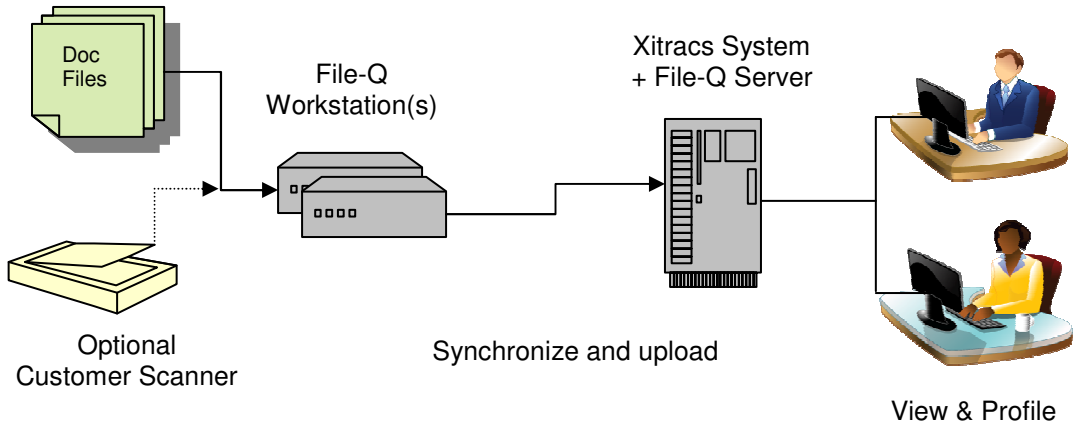 Doc
Files
File-Q
Workstation(s)
Xitracs System
+ File-Q Server
Optional
Customer Scanner
Synchronize and upload
View & Profile